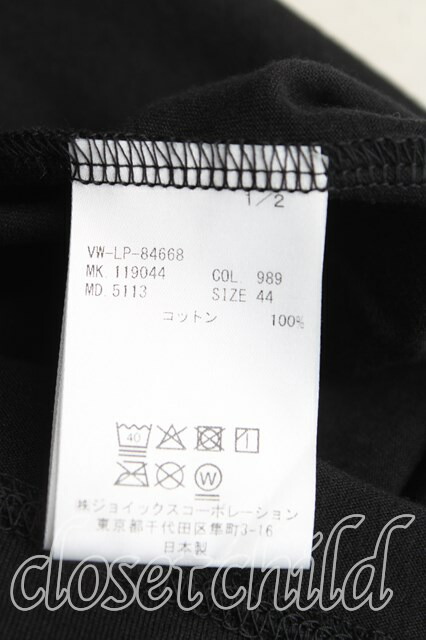 1/2
VW-LP-84668
MK. 119044 COL. 989
MD. 5113 SIZE 44
コットン 100%
40
W
株ジョイックスコーポレーション
東京都千代田区隼町3-16
日本製
closet child